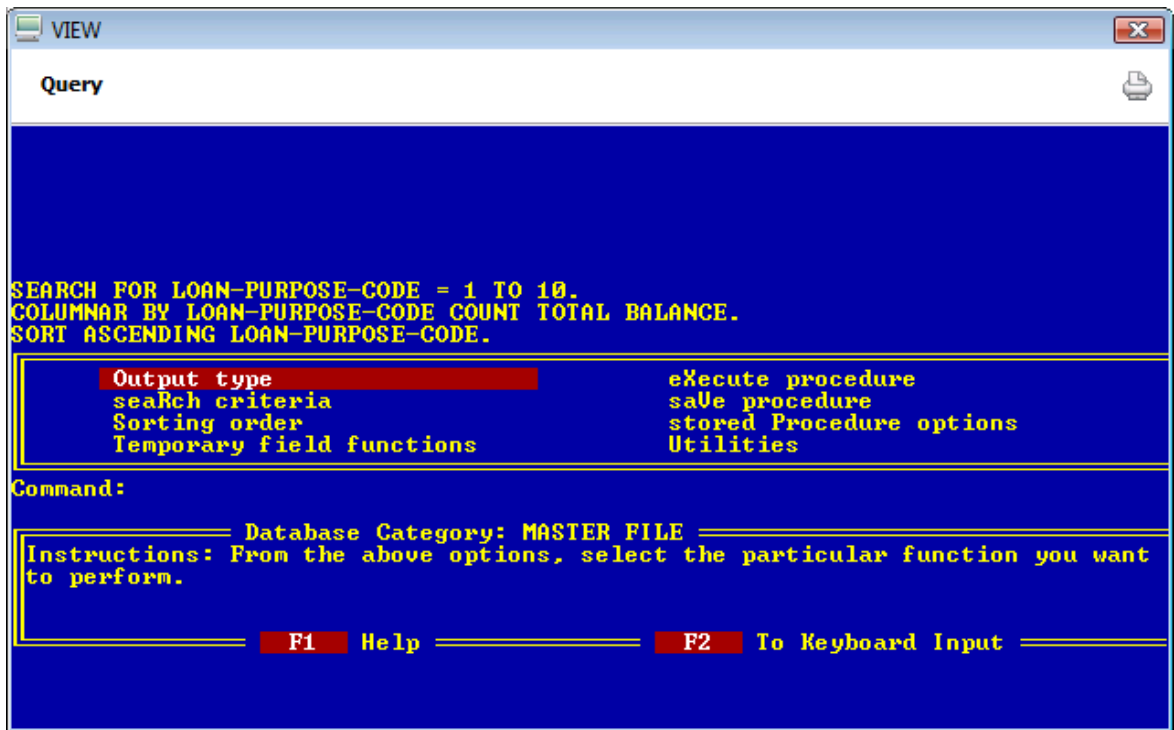 VIEW
Query
SEARCH FOR LOAN-PURPOSE-CODE = 1 TO 10.
COLUMNAR BY LOAN-PURPOSE-CODE COUNT TOTAL BALANCE.
SORT ASCENDING LOAN-PURPOSE-CODE.
Output type eXecute procedure
seaRch criteria saVe procedure
Sorting order stored Procedure options
Temporary field functions Utilities
Command:
Database Category: MASTER FILE
Instructions: From the above options, select the particular function you want
to perform.
F1 Help F2 To Keyboard Input